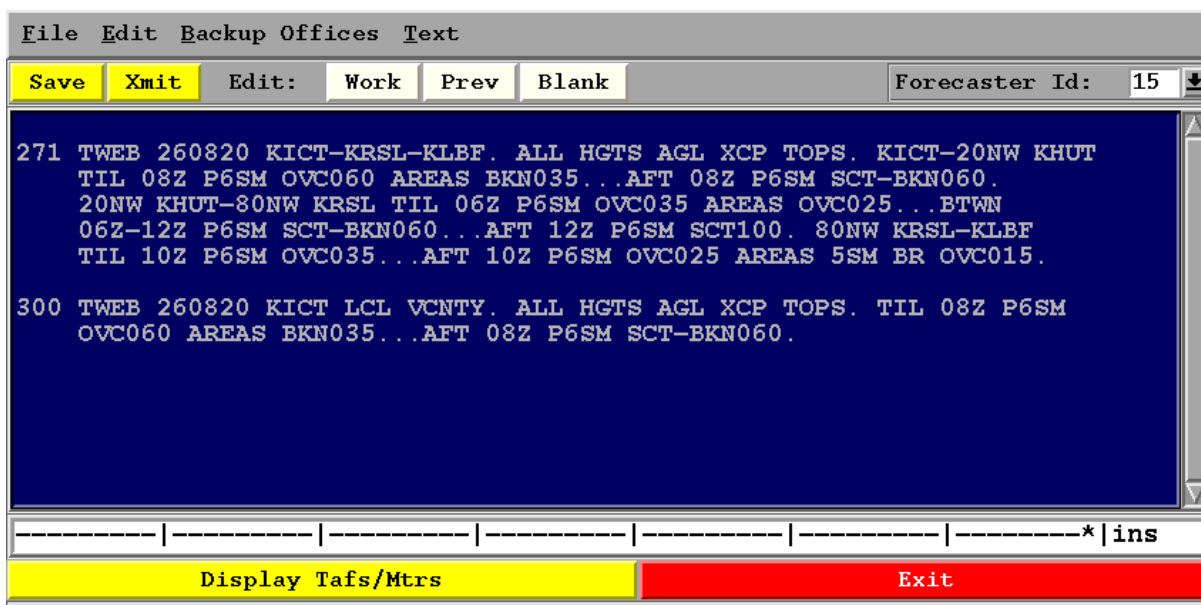 File Edit Backup Offices Text
Save Xmit Edit: Work Prev Blank Forecaster Id: 15
271 TWEB 260820 KICT-KRSL-KLBF. ALL HGTS AGL XCP TOPS. KICT-20NW KHUT
TIL 08Z P6SM OVC060 AREAS BKN035...AFT 08Z P6SM SCT-BKN060.
20NW KHUT-80NW KRSL TIL 06Z P6SM OVC035 AREAS OVC025...BTWN
06Z-12Z P6SM SCT-BKN060...AFT 12Z P6SM SCT100. 80NW KRSL-KLBF
TIL 10Z P6SM OVC035...AFT 10Z P6SM OVC025 AREAS 5SM BR OVC015.
300 TWEB 260820 KICT LCL VCNTY. ALL HGTS AGL XCP TOPS. TIL 08Z P6SM
OVC060 AREAS BKN035...AFT 08Z P6SM SCT-BKN060.
---------|---------|---------|---------|---------|---------|--------*|ins
Display Tafs/Mtrs Exit